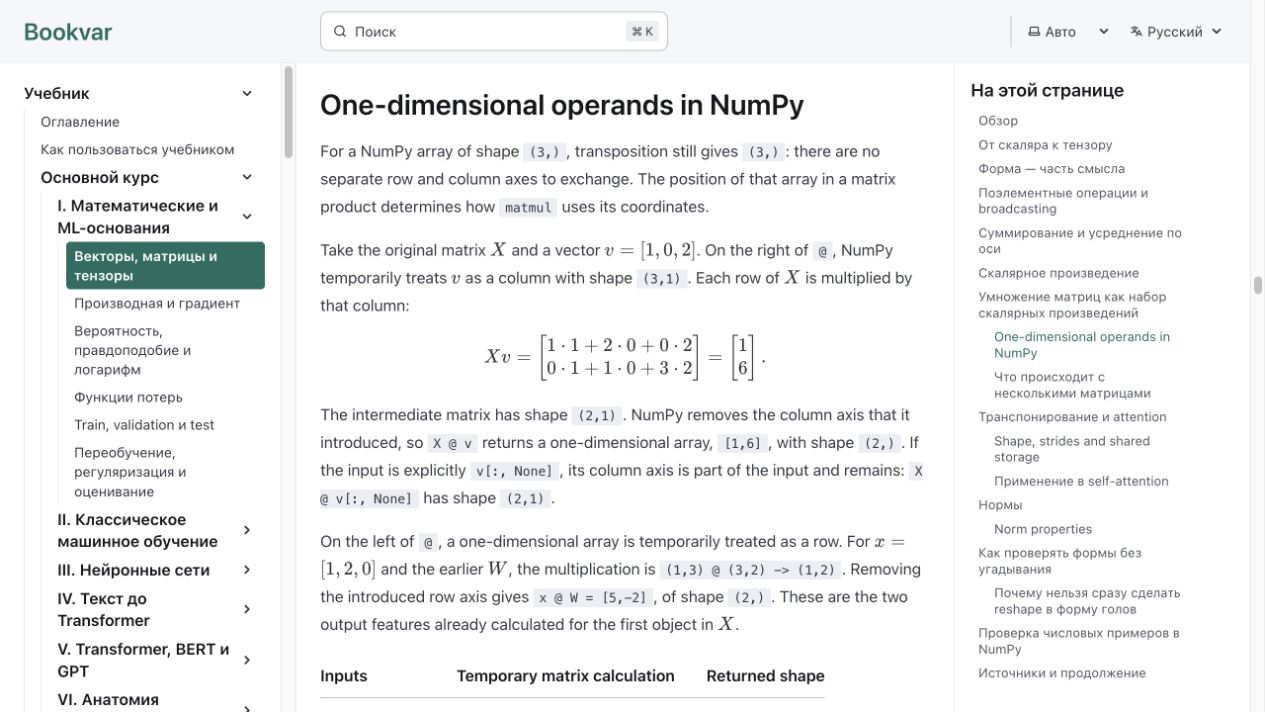 Bookvar
Поиск
⌘ K
Авто
Русский
Учебник
Оглавление
Как пользоваться учебником
Основной курс
I. Математические и
ML-основания
Векторы, матрицы и
тензоры
Производная и градиент
Вероятность,
правдоподобие и
логарифм
Функции потерь
Train, validation и test
Переобучение,
регуляризация и
оценивание
II. Классическое
машинное обучение
III. Нейронные сети
IV. Текст до
Transformer
V. Transformer, BERT и
GPT
VI. Анатомия
One-dimensional operands in NumPy
For a NumPy array of shape (3,), transposition still gives (3,): there are no
separate row and column axes to exchange. The position of that array in a matrix
product determines how matmul uses its coordinates.
Take the original matrix X and a vector v = [1, 0, 2]. On the right of @, NumPy
temporarily treats v as a column with shape (3,1). Each row of X is multiplied by
that column:
Xv = [1 · 1 + 2 · 0 + 0 · 2
0 · 1 + 1 · 0 + 3 · 2] = [1
6].
The intermediate matrix has shape (2,1). NumPy removes the column axis that it
introduced, so X @ v returns a one-dimensional array, [1,6], with shape (2,). If
the input is explicitly v[:, None], its column axis is part of the input and remains: X
@ v[:, None] has shape (2,1).
On the left of @, a one-dimensional array is temporarily treated as a row. For x =
[1, 2, 0] and the earlier W, the multiplication is (1,3) @ (3,2) -> (1,2). Removing
the introduced row axis gives x @ W = [5,-2], of shape (2,). These are the two
output features already calculated for the first object in X.
Inputs Temporary matrix calculation Returned shape
На этой странице
Обзор
От скаляра к тензору
Форма — часть смысла
Поэлементные операции и
broadcasting
Суммирование и усреднение по
оси
Скалярное произведение
Умножение матриц как набор
скалярных произведений
One-dimensional operands in
NumPy
Что происходит с
несколькими матрицами
Транспонирование и attention
Shape, strides and shared
storage
Применение в self-attention
Нормы
Norm properties
Как проверять формы без
угадывания
Почему нельзя сразу сделать
reshape в форму голов
Проверка числовых примеров в
NumPy
Источники и продолжение